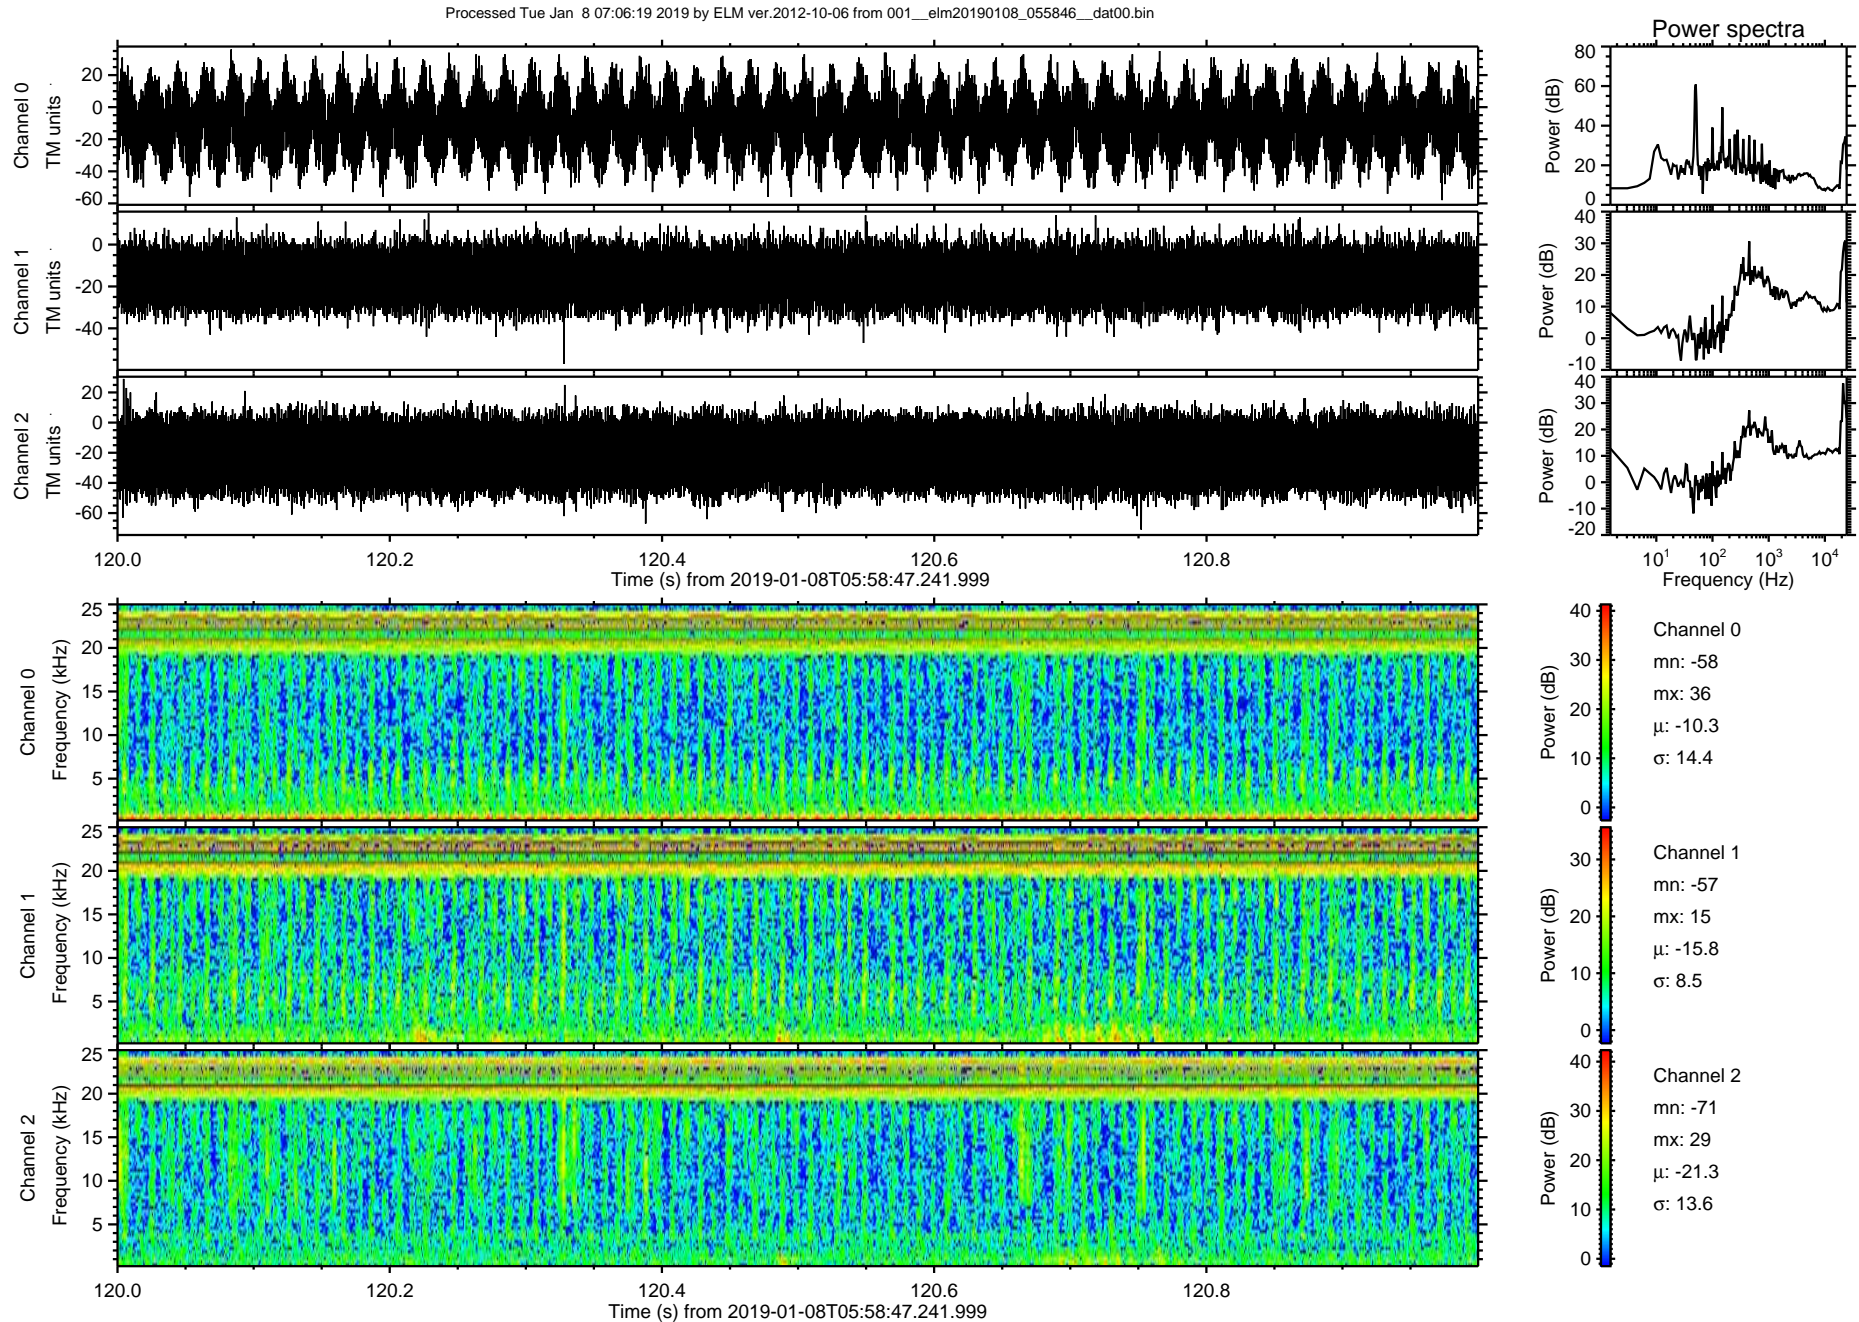 Processed Tue Jan  8 07:06:19 2019 by ELM ver.2012-10-06 from 001__elm20190108_055846__dat00.bin
Power spectra
Channel 0
TM units
20
0
-20
-40
-60
Power (dB)
80
60
40
20
0
Channel 1
TM units
0
-20
-40
Power (dB)
40
30
20
10
0
-10
Channel 2
TM units
20
0
-20
-40
-60
Power (dB)
40
30
20
10
0
-10
-20
120.0 120.2 120.4 120.6 120.8
Time (s) from 2019-01-08T05:58:47.241.999
10¹ 10² 10³ 10⁴
Frequency (Hz)
Channel 0
Frequency (kHz)
25
20
15
10
5
Power (dB)
40
30
20
10
0
Channel 0
mn: -58
mx: 36
μ: -10.3
σ: 14.4
Channel 1
Frequency (kHz)
25
20
15
10
5
Power (dB)
30
20
10
0
Channel 1
mn: -57
mx: 15
μ: -15.8
σ: 8.5
Channel 2
Frequency (kHz)
25
20
15
10
5
Power (dB)
40
30
20
10
0
Channel 2
mn: -71
mx: 29
μ: -21.3
σ: 13.6
120.0 120.2 120.4 120.6 120.8
Time (s) from 2019-01-08T05:58:47.241.999